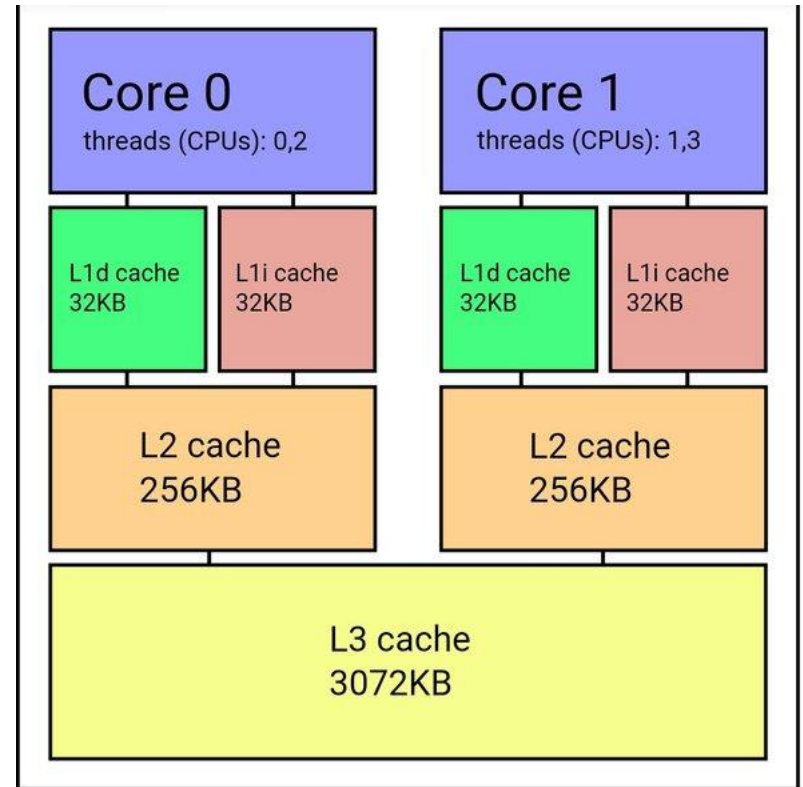 Core 0
threads (CPUs): 0,2
Core 1
threads (CPUs): 1,3
L1d cache
32KB
L1i cache
32KB
L1d cache
32KB
L1i cache
32KB
L2 cache
256KB
L2 cache
256KB
L3 cache
3072KB